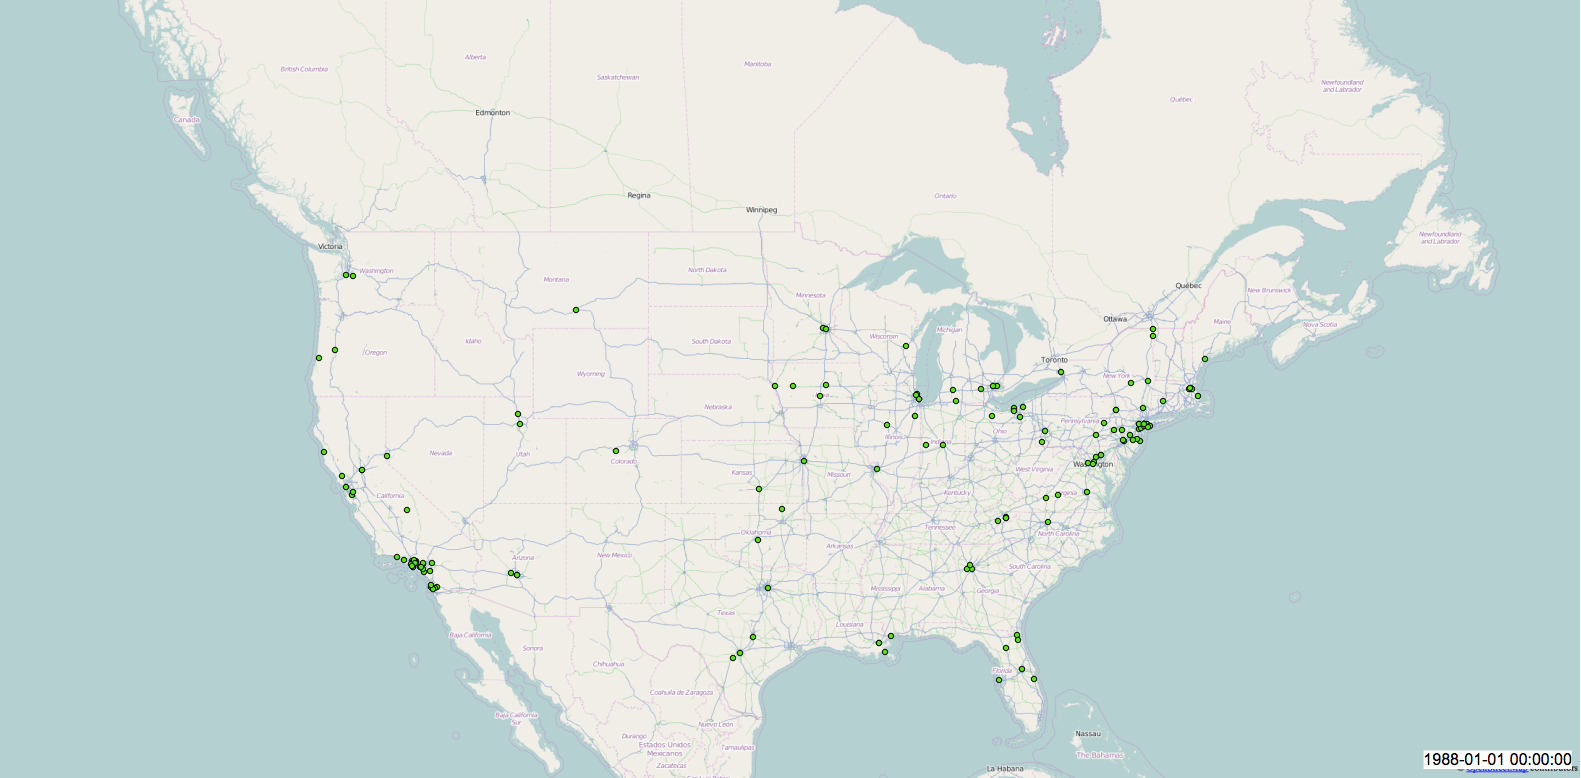 Alberta
British Columbia
Saskatchewan
Manitoba
Newfoundland
and Labrador
Québec
Edmonton
Canada
Regina
Ontario
Winnipeg
Victoria
Newfoundland
and Labrador
Washington
North Dakota
Montana
Québec
New Brunswick
Minnesota
Ottawa
Maine
Nova Scotia
Michigan
Wisconsin
South Dakota
Idaho
Oregon
Toronto
Wyoming
New York
Nebraska
Pennsylvania
Ohio
Illinois
Nevada
Utah
Colorado
Washington
West Virginia
Kansas
Missouri
California
Kentucky
Tennessee
Oklahoma
North Carolina
Arkansas
New Mexico
Arizona
South Carolina
Mississippi
Alabama
Georgia
Texas
Louisiana
Baja California
Sonora
Chihuahua
Florida
Coahuila de Zaragoza
Baja California
Sur
Nuevo León
Nassau
Durango
Estados Unidos
Mexicanos
Tamaulipas
The Bahamas
Zacatecas
La Habana
1988-01-01 00:00:00